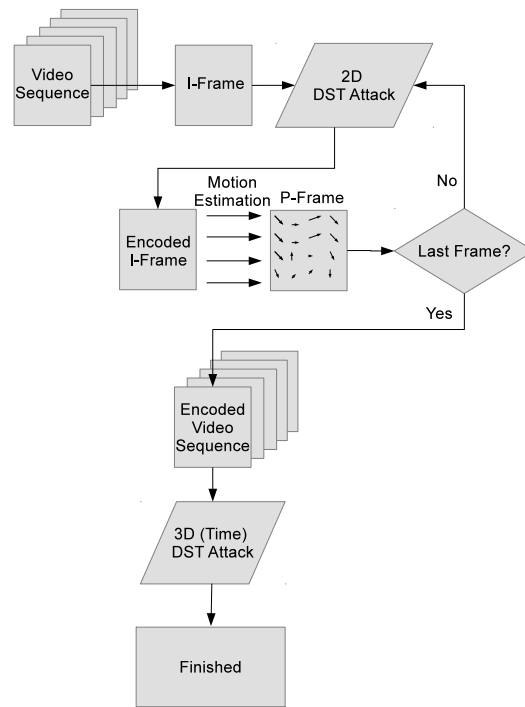 Video
Sequence
I-Frame
2D
DST Attack
No
Motion
Estimation
P-Frame
Encoded
I-Frame
Last Frame?
Yes
Encoded
Video
Sequence
3D (Time)
DST Attack
Finished